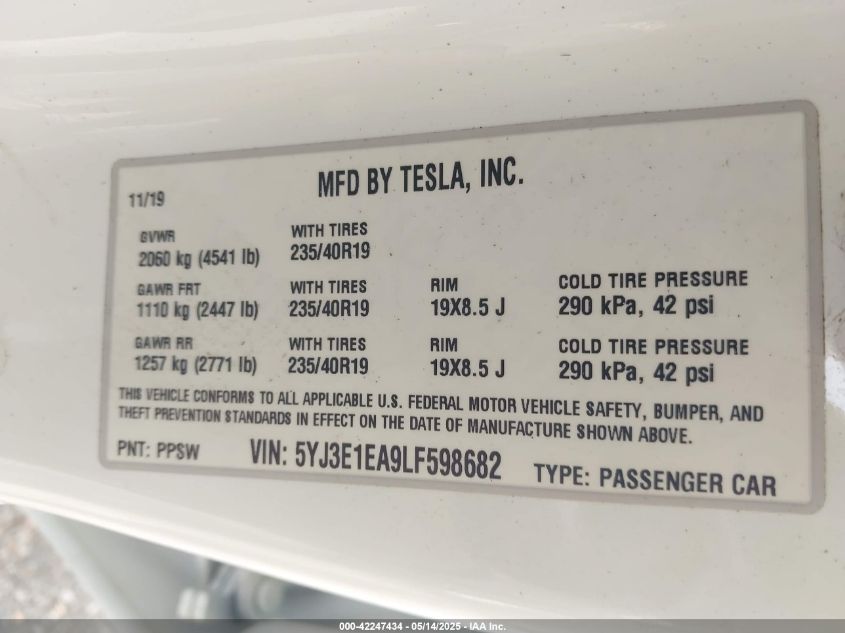 MFD BY TESLA, INC.
11/19
GVWR
2060 kg (4541 lb)
WITH TIRES
235/40R19
GAWR FRT
1110 kg (2447 lb)
WITH TIRES
235/40R19
RIM
19X8.5 J
COLD TIRE PRESSURE
290 kPa, 42 psi
GAWR RR
1257 kg (2771 lb)
WITH TIRES
235/40R19
RIM
19X8.5 J
COLD TIRE PRESSURE
290 kPa, 42 psi
THIS VEHICLE CONFORMS TO ALL APPLICABLE U.S. FEDERAL MOTOR VEHICLE SAFETY, BUMPER, AND
THEFT PREVENTION STANDARDS IN EFFECT ON THE DATE OF MANUFACTURE SHOWN ABOVE.
PNT: PPSW
VIN: 5YJ3E1EA9LF598682
TYPE: PASSENGER CAR
000-42247434 - 05/14/2025 - IAA Inc.